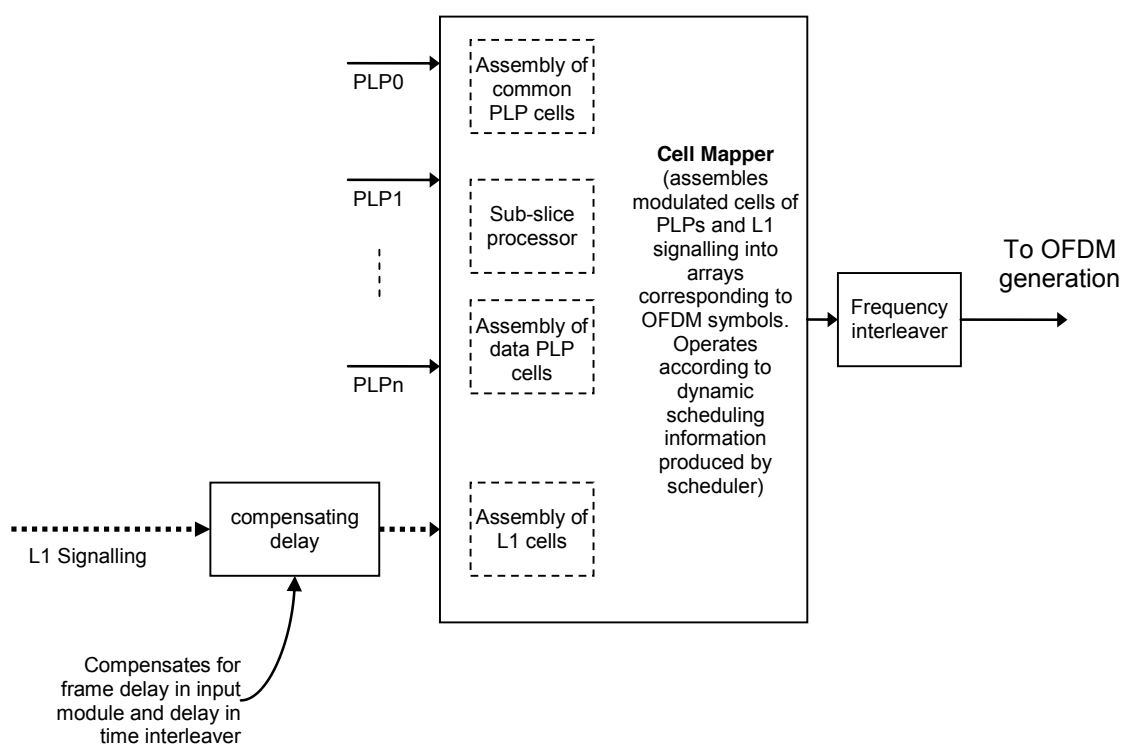 PLP0
Assembly of
common
PLP cells
PLP1
Sub-slice
processor
Assembly of
data PLP
cells
PLPn
Cell Mapper
(assembles
modulated cells of
PLPs and L1
signalling into
arrays
corresponding to
OFDM symbols.
Operates
according to
dynamic
scheduling
information
produced by
scheduler)
To OFDM
generation
Frequency
interleaver
L1 Signalling
compensating
delay
Assembly of
L1 cells
Compensates for
frame delay in input
module and delay in
time interleaver